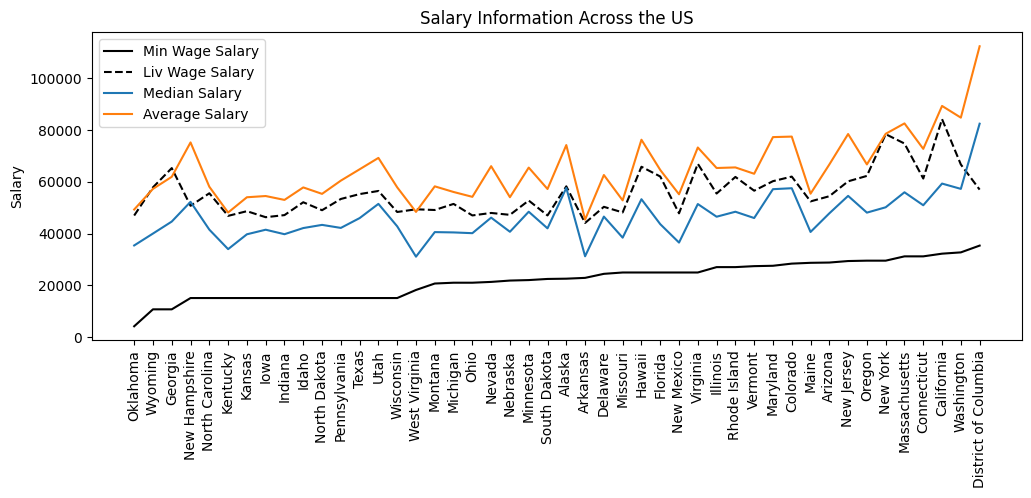 Salary Information Across the US
Min Wage Salary
Liv Wage Salary
Median Salary
Average Salary
Salary
100000
80000
60000
40000
20000
0
Oklahoma
Wyoming
Georgia
New Hampshire
North Carolina
Kentucky
Kansas
Iowa
Indiana
Idaho
North Dakota
Pennsylvania
Texas
Utah
Wisconsin
West Virginia
Montana
Michigan
Ohio
Nevada
Nebraska
Minnesota
South Dakota
Alaska
Arkansas
Delaware
Missouri
Hawaii
Florida
New Mexico
Virginia
Illinois
Rhode Island
Vermont
Maryland
Colorado
Maine
Arizona
New Jersey
Oregon
New York
Massachusetts
Connecticut
California
Washington
District of Columbia